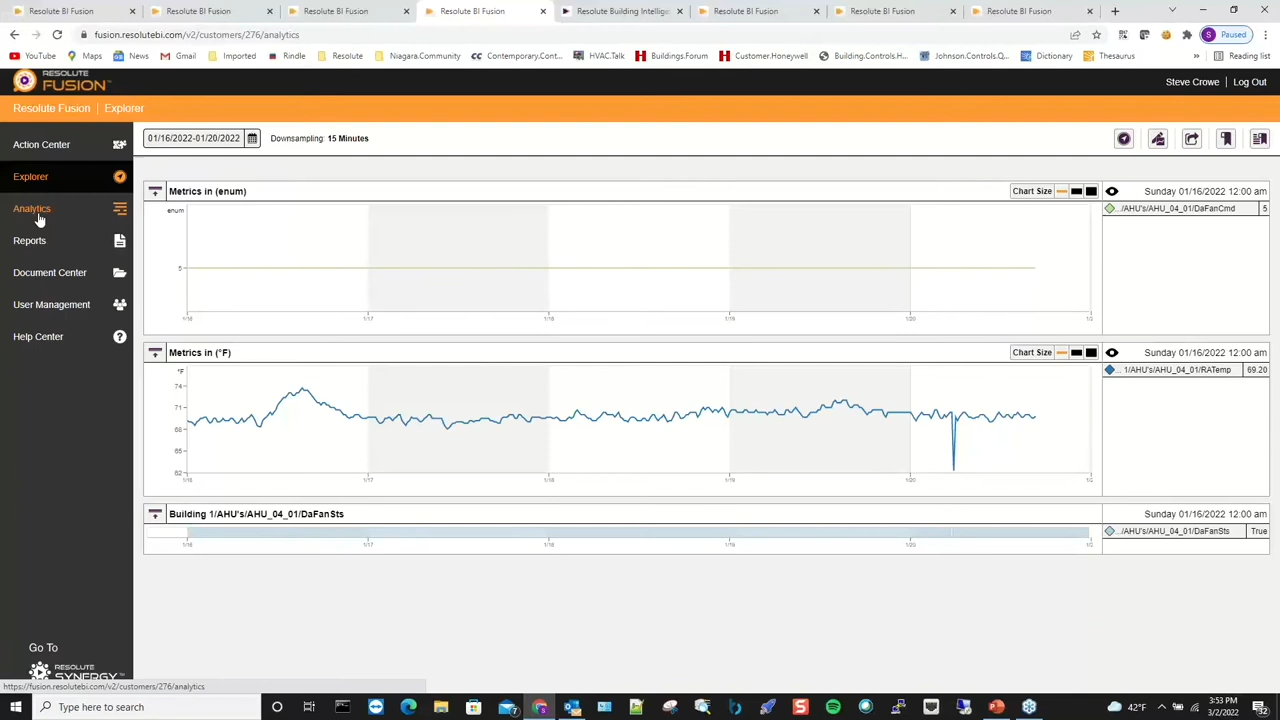 Resolute BI Fusion
Resolute BI Fusion
Resolute BI Fusion
Resolute BI Fusion
Resolute Building Intelligenc
Resolute BI Fusion
Resolute BI Fusion
Resolute BI Fusion
fusion.resolutebi.com/v2/customers/276/analytics
S Paused
YouTube Maps News Gmail Imported Rindle Resolute Niagara.Community Contemporary.Cont... HVAC.Talk Buildings.Forum Customer.Honeywell Building.Controls.H... Johnson.Controls.Q... Dictionary Thesaurus » Reading list
RESOLUTE
FUSION™
Steve Crowe | Log Out
Resolute Fusion | Explorer
Action Center
Explorer
Analytics
Reports
Document Center
User Management
Help Center
Go To
RESOLUTE
SYNERGY™
01/16/2022-01/20/2022
Downsampling: 15 Minutes
Metrics in (enum)
Chart Size
Sunday 01/16/2022 12:00 am
enum
.../AHU's/AHU_04_01/DaFanCmd 5
5
1/16 1/17 1/18 1/19 1/20 1/2
Metrics in (°F)
Chart Size
Sunday 01/16/2022 12:00 am
°F
... 1/AHU's/AHU_04_01/RATemp 69.20
74
71
68
65
62
1/16 1/17 1/18 1/19 1/20 1/2
Building 1/AHU's/AHU_04_01/DaFanSts
Sunday 01/16/2022 12:00 am
.../AHU's/AHU_04_01/DaFanSts True
1/16 1/17 1/18 1/19 1/20 1/2
https://fusion.resolutebi.com/v2/customers/276/analytics
Type here to search
42°F
3:53 PM
3/2/2022